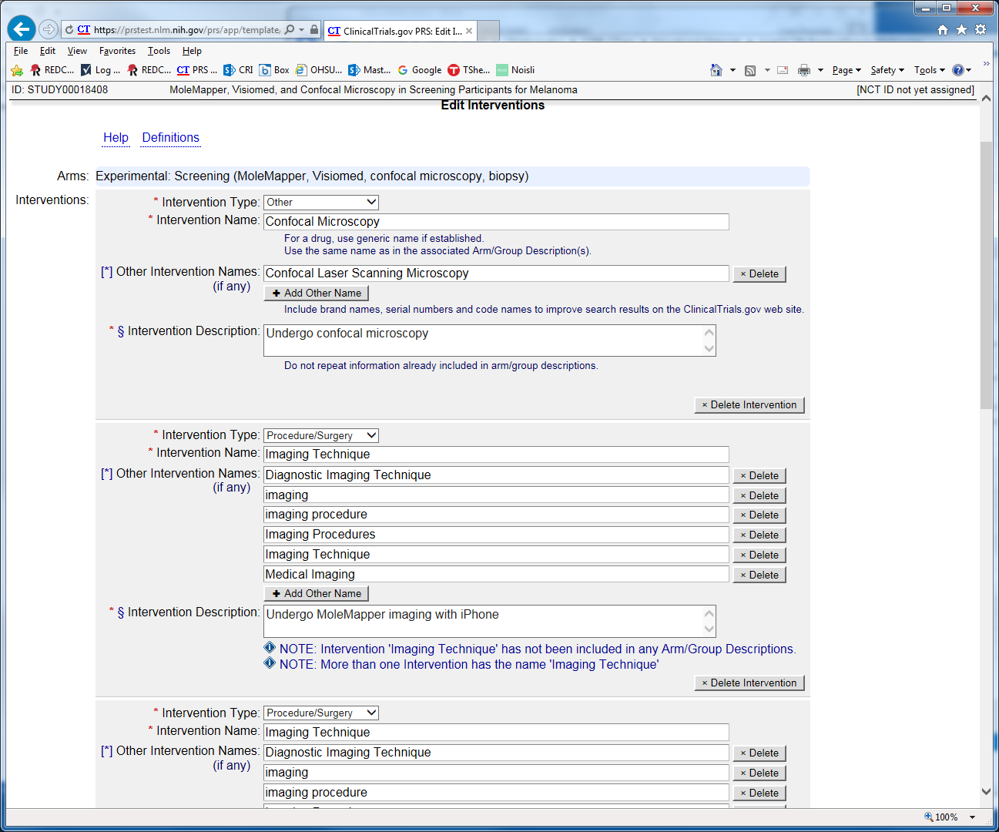 https://prstest.nlm.nih.gov/prs/app/template
CT ClinicalTrials.gov PRS: Edit I...
File Edit View Favorites Tools Help
REDC... Log ... REDC... CT PRS ... CRI Box OHSU... Mast... Google TShe... Noisli
Page Safety Tools
ID: STUDY00018408 MoleMapper, Visiomed, and Confocal Microscopy in Screening Participants for Melanoma [NCT ID not yet assigned]
Edit Interventions
Help Definitions
Arms: Experimental: Screening (MoleMapper, Visiomed, confocal microscopy, biopsy)
Interventions:
* Intervention Type: Other
* Intervention Name: Confocal Microscopy
For a drug, use generic name if established.
Use the same name as in the associated Arm/Group Description(s).
[*] Other Intervention Names: Confocal Laser Scanning Microscopy × Delete
(if any)
+ Add Other Name
Include brand names, serial numbers and code names to improve search results on the ClinicalTrials.gov web site.
* § Intervention Description: Undergo confocal microscopy
Do not repeat information already included in arm/group descriptions.
× Delete Intervention
* Intervention Type: Procedure/Surgery
* Intervention Name: Imaging Technique
[*] Other Intervention Names: Diagnostic Imaging Technique × Delete
(if any)
imaging × Delete
imaging procedure × Delete
Imaging Procedures × Delete
Imaging Technique × Delete
Medical Imaging × Delete
+ Add Other Name
* § Intervention Description: Undergo MoleMapper imaging with iPhone
NOTE: Intervention 'Imaging Technique' has not been included in any Arm/Group Descriptions.
NOTE: More than one Intervention has the name 'Imaging Technique'
× Delete Intervention
* Intervention Type: Procedure/Surgery
* Intervention Name: Imaging Technique
[*] Other Intervention Names: Diagnostic Imaging Technique × Delete
(if any)
imaging × Delete
imaging procedure × Delete
100%